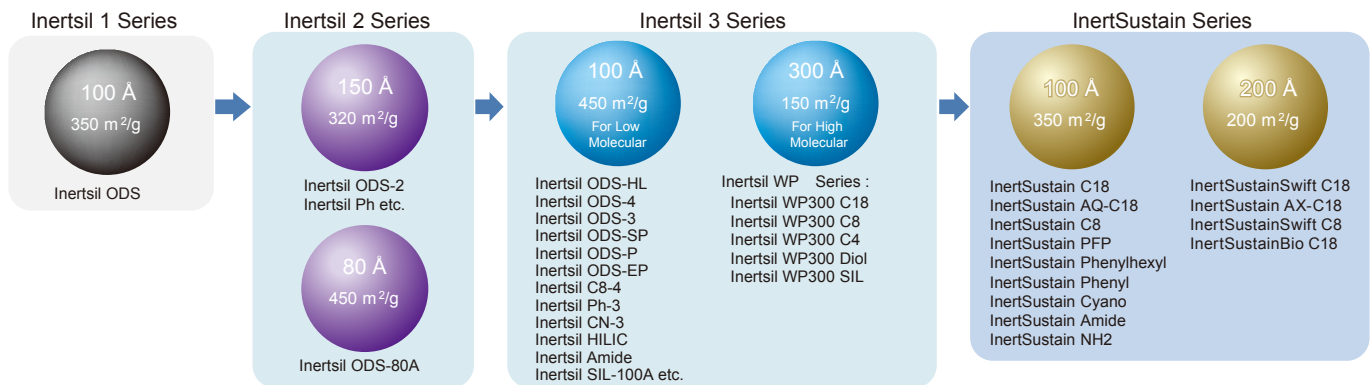 Inertsil 1 Series
100 Å
350 m²/g
Inertsil ODS
Inertsil 2 Series
150 Å
320 m²/g
Inertsil ODS-2
Inertsil Ph etc.
80 Å
450 m²/g
Inertsil ODS-80A
Inertsil 3 Series
100 Å
450 m²/g
For Low
Molecular
Inertsil ODS-HL
Inertsil ODS-4
Inertsil ODS-3
Inertsil ODS-SP
Inertsil ODS-P
Inertsil ODS-EP
Inertsil C8-4
Inertsil Ph-3
Inertsil CN-3
Inertsil HILIC
Inertsil Amide
Inertsil SIL-100A etc.
300 Å
150 m²/g
For High
Molecular
Inertsil WP Series :
Inertsil WP300 C18
Inertsil WP300 C8
Inertsil WP300 C4
Inertsil WP300 Diol
Inertsil WP300 SIL
InertSustain Series
100 Å
350 m²/g
InertSustain C18
InertSustain AQ-C18
InertSustain C8
InertSustain PFP
InertSustain Phenylhexyl
InertSustain Phenyl
InertSustain Cyano
InertSustain Amide
InertSustain NH2
200 Å
200 m²/g
InertSustainSwift C18
InertSustain AX-C18
InertSustainSwift C8
InertSustainBio C18